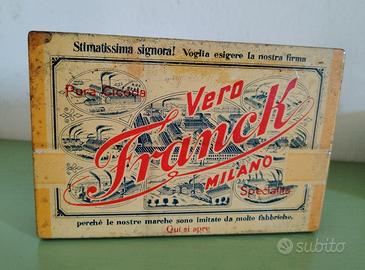 Stimatissima signora! Voglia esigere la nostra firma
Pura Cicoria
Vero
Franck
MILANO
Specialità
perchè le nostre marche sono imitate da molte fabbriche.
Qui si apre
subito